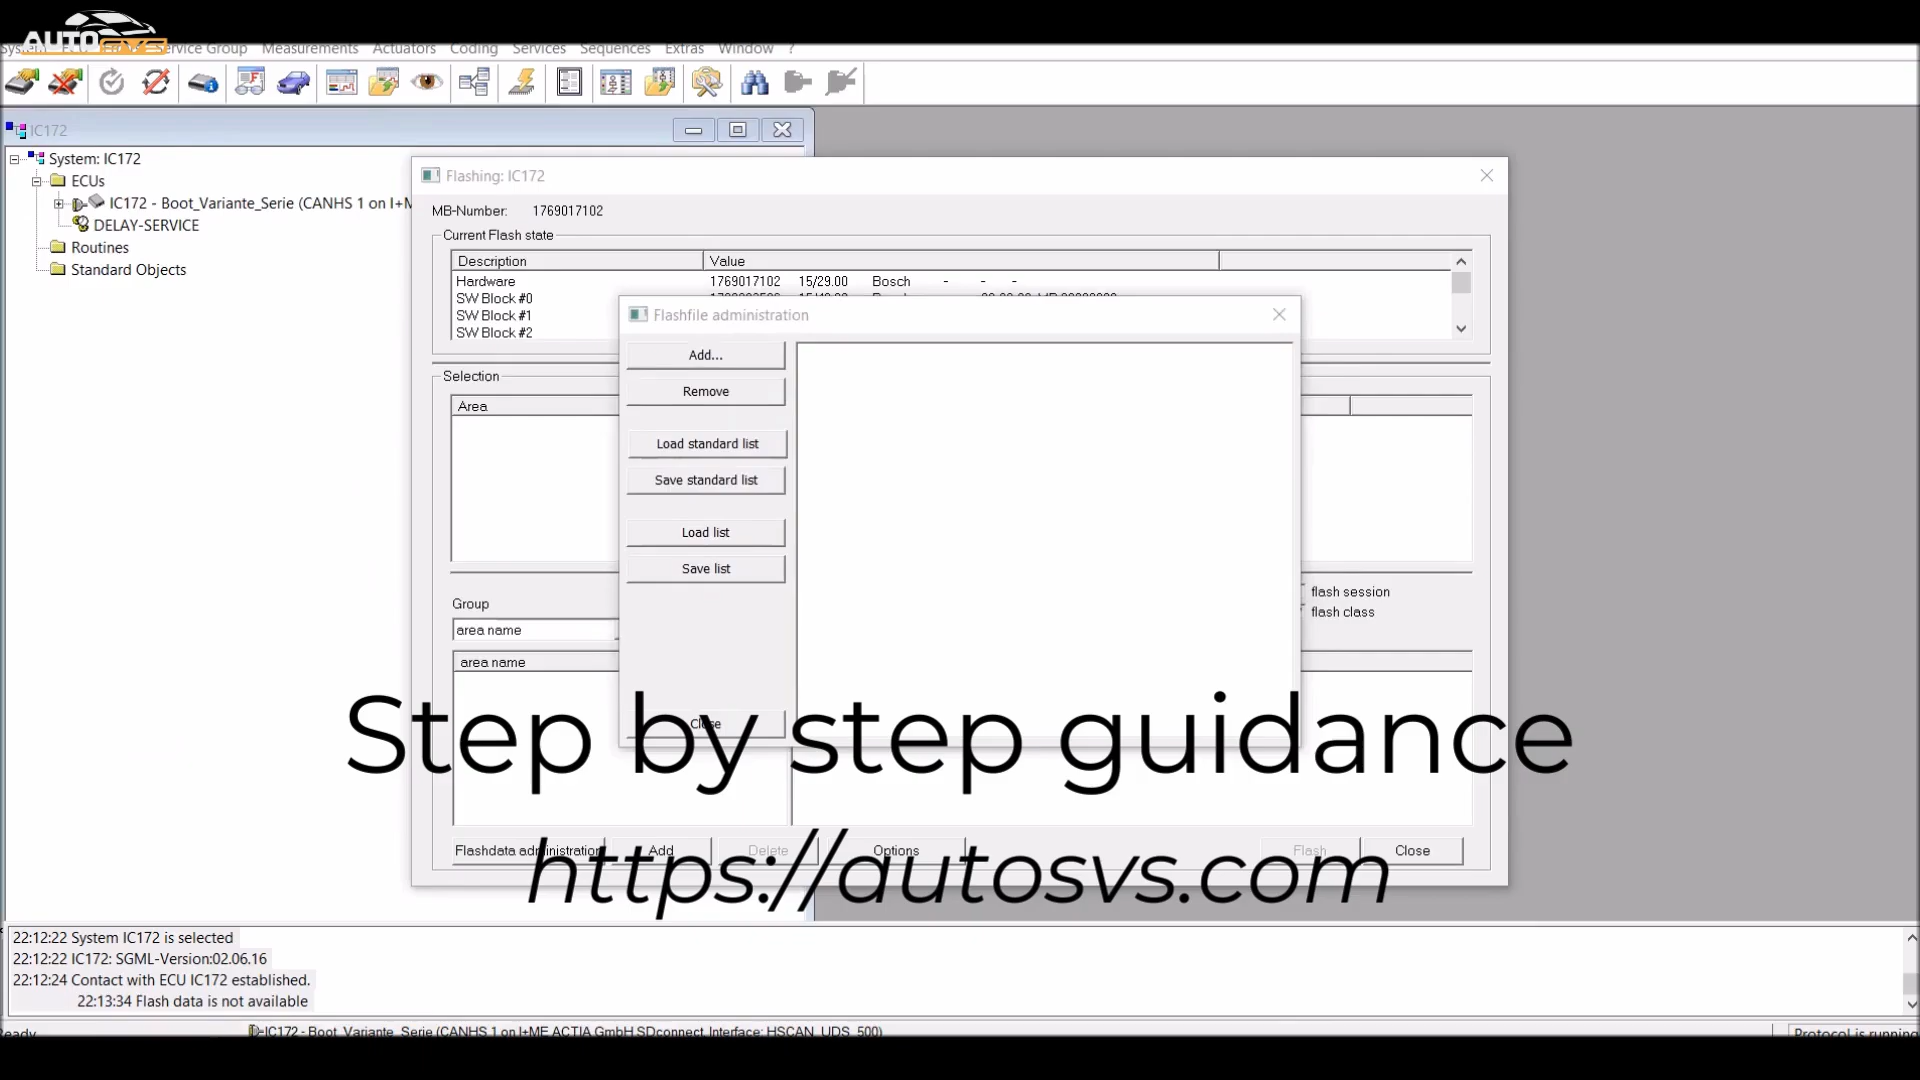 AUTO SVS
Service Group Measurements Actuators Coding Services Sequences Extras Window ?
IC172
System: IC172
ECUs
IC172 - Boot_Variante_Serie (CANHS 1 on I+M
DELAY-SERVICE
Routines
Standard Objects
Flashing: IC172
MB-Number: 1769017102
Current Flash state
Description Value
Hardware 1769017102 15/29.00 Bosch - - -
SW Block #0
SW Block #1
SW Block #2
Flashfile administration
Add...
Remove
Load standard list
Save standard list
Load list
Save list
Close
Selection
Area
flash session
flash class
Group
area name
area name
Step by step guidance
Flashdata administration Add Delete Options Flash Close
https://autosvs.com
22:12:22 System IC172 is selected
22:12:22 IC172: SGML-Version:02.06.16
22:12:24 Contact with ECU IC172 established.
22:13:34 Flash data is not available
Ready IC172 - Boot_Variante_Serie (CANHS 1 on I+ME ACTIA GmbH SDconnect, Interface: HSCAN_UDS_500) Protocol is running